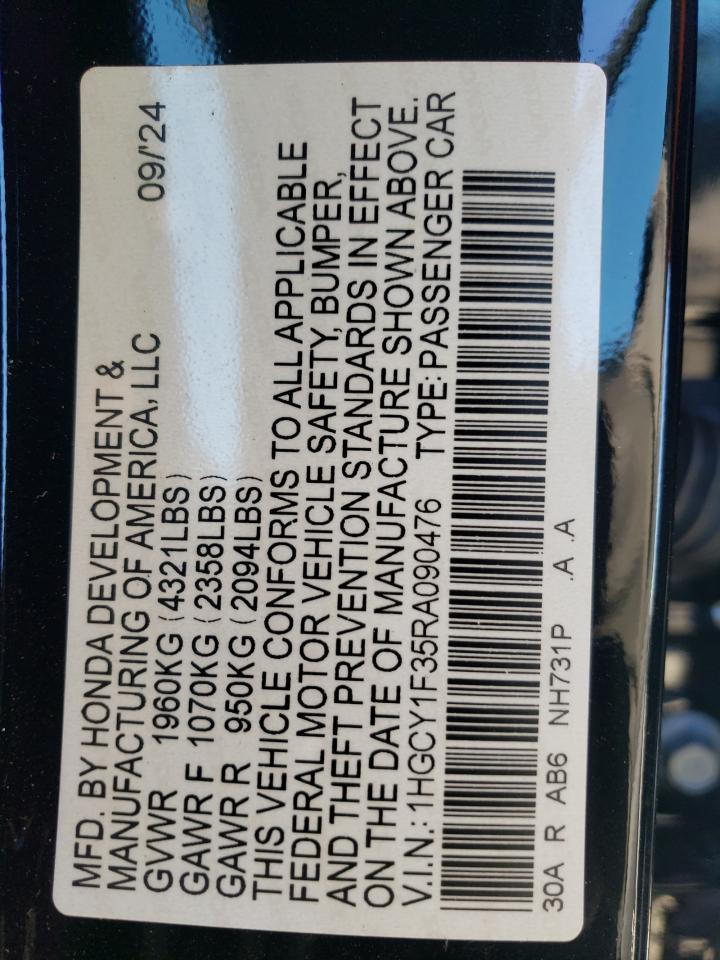 MFD. BY HONDA DEVELOPMENT &
MANUFACTURING OF AMERICA, LLC 09/'24
GVWR 1960KG (4321LBS)
GAWR F 1070KG (2358LBS)
GAWR R 950KG (2094LBS)
THIS VEHICLE CONFORMS TO ALL APPLICABLE
FEDERAL MOTOR VEHICLE SAFETY, BUMPER,
AND THEFT PREVENTION STANDARDS IN EFFECT
ON THE DATE OF MANUFACTURE SHOWN ABOVE.
V.I.N.: 1HGCY1F35RA090476 TYPE: PASSENGER CAR
30A R AB6 NH731P .A .A